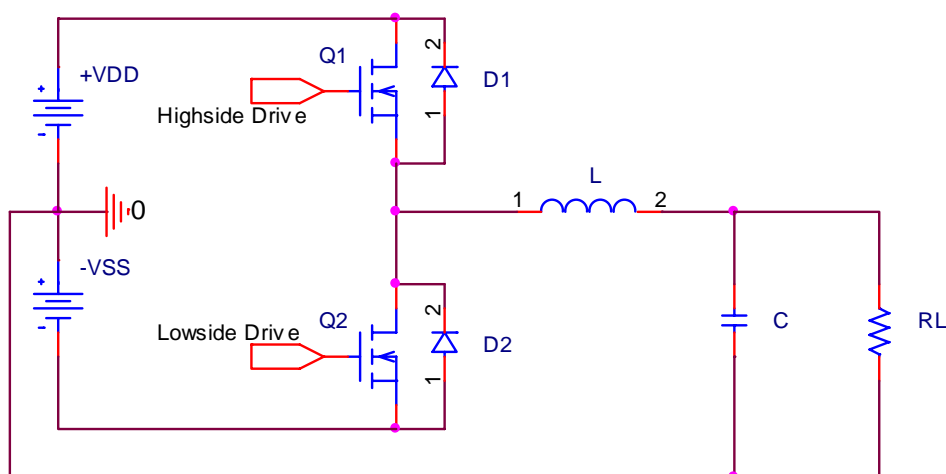 +VDD
+
-
Q1
Highside Drive
2
1
D1
0
-VSS
+
-
Q2
Lowside Drive
2
1
D2
1
L
2
C
RL